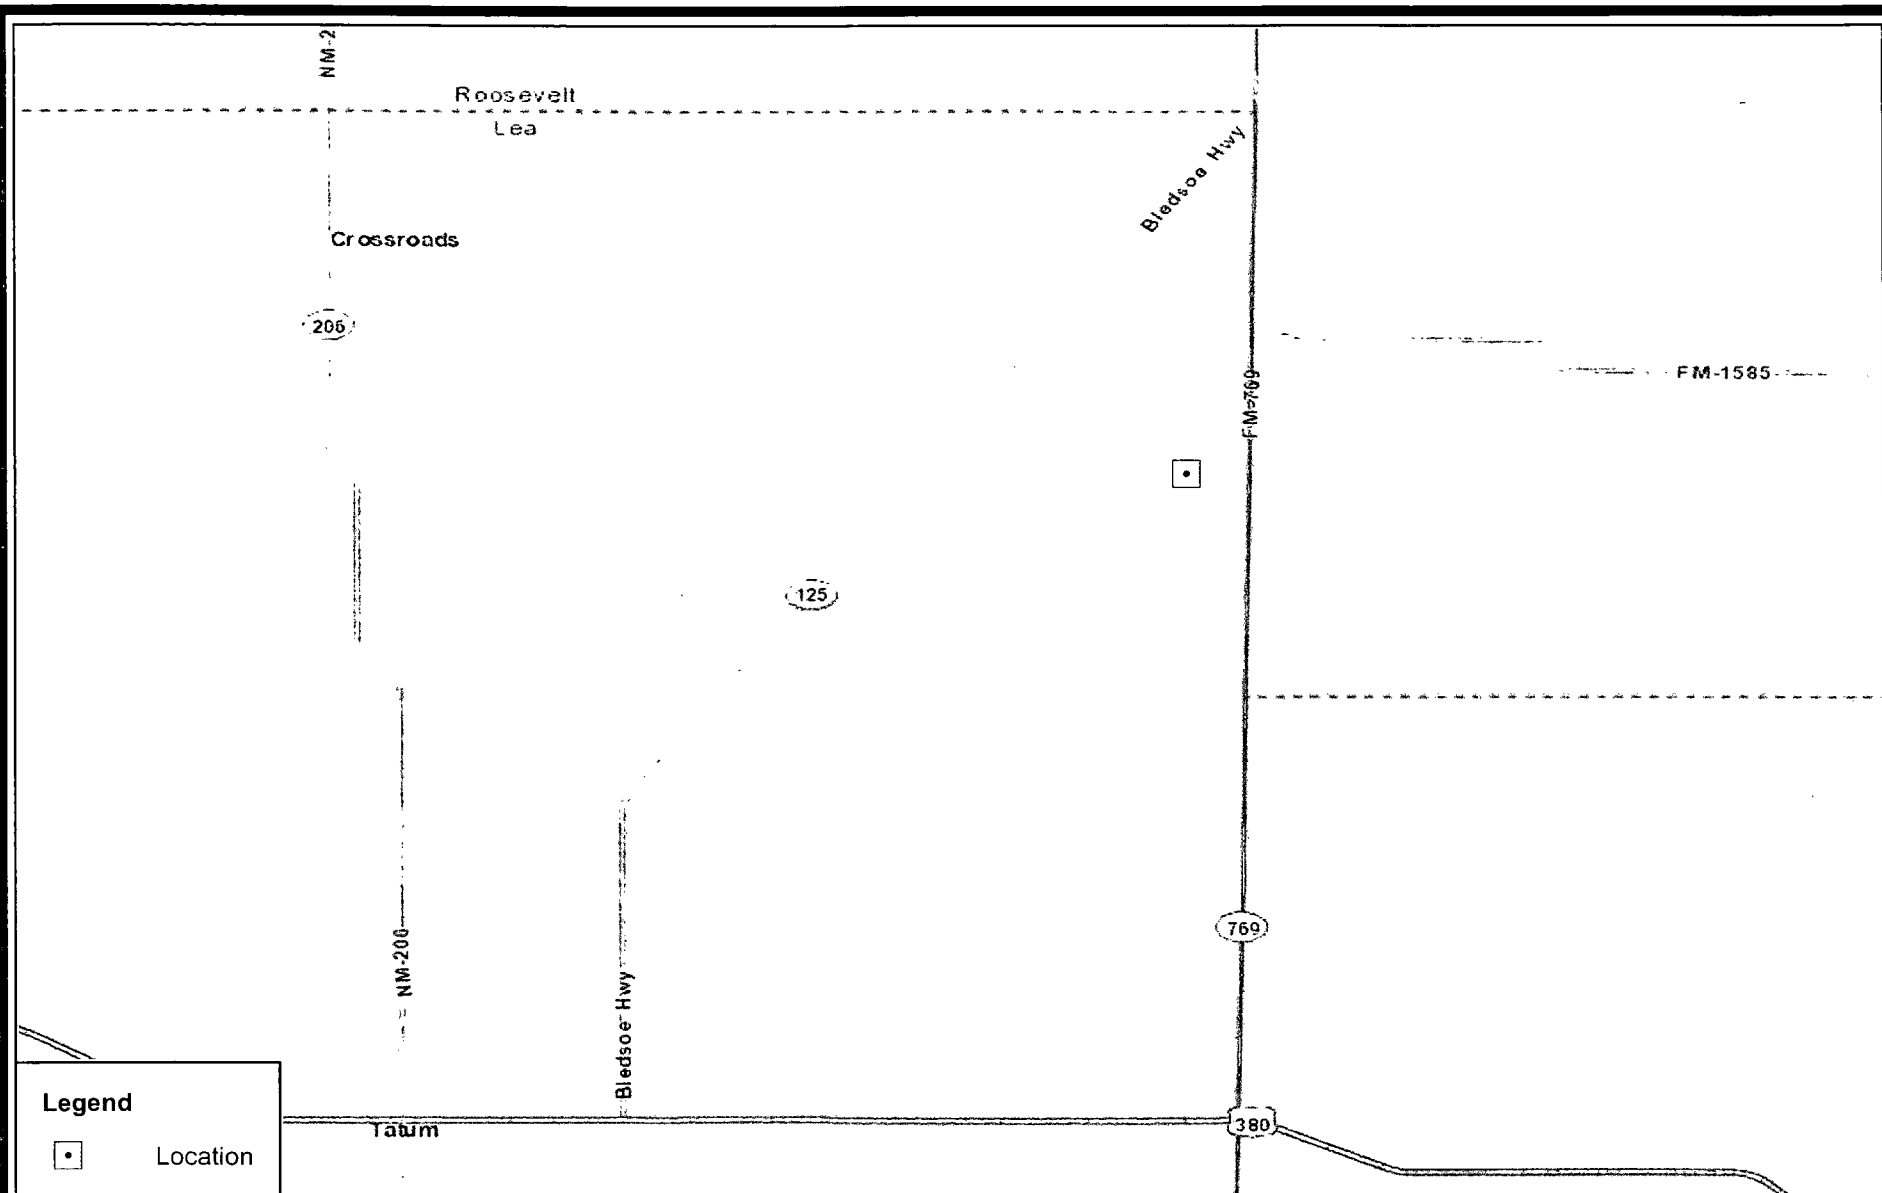 NM-2
Roosevelt
Lea
Bledsoe Hwy
Crossroads
206
FM-769
FM-1585
125
769
NM-206
Bledsoe Hwy
380
Tatum
Legend
Location